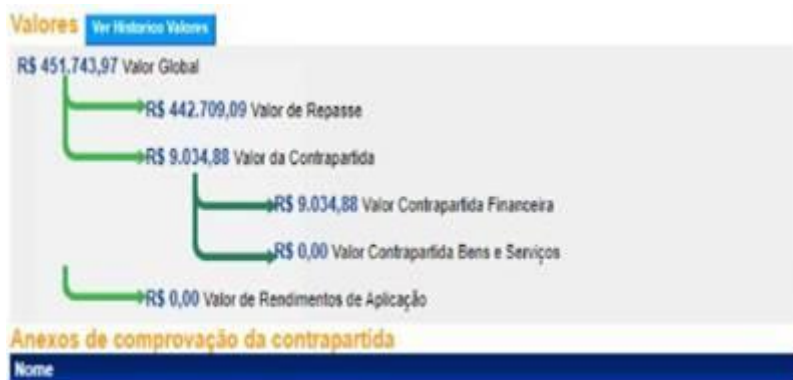 Valores Ver Historico Valores
R$ 451.743,97 Valor Global
R$ 442.709,09 Valor de Repasse
R$ 9.034,88 Valor da Contrapartida
R$ 9.034,88 Valor Contrapartida Financeira
R$ 0,00 Valor Contrapartida Bens e Serviços
R$ 0,00 Valor de Rendimentos de Aplicação
Anexos de comprovação da contrapartida
Nome